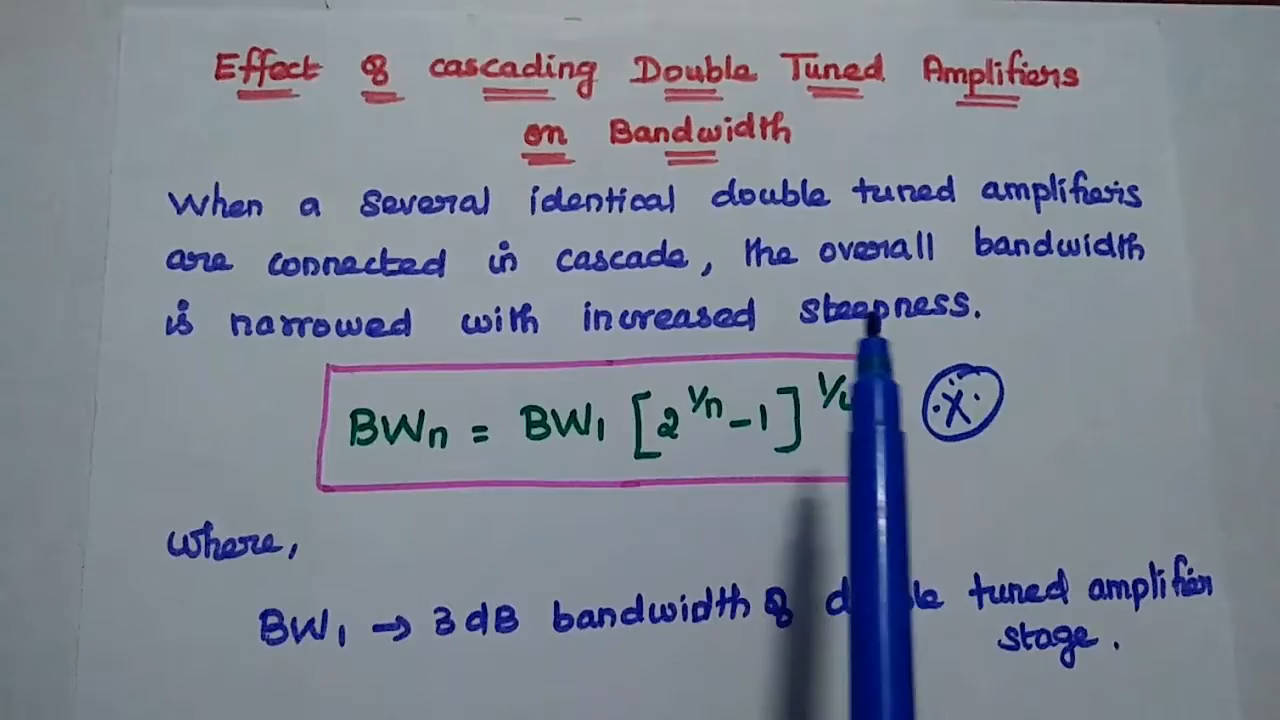 Effect of cascading Double Tuned Amplifiers
on Bandwidth
When a several identical double tuned amplifiers
are connected in cascade, the overall bandwidth
is narrowed with increased steepness.
BWn = BW1 [2^1/n - 1]
X
Where,
BW1 → 3dB bandwidth of tuned amplifier
stage.